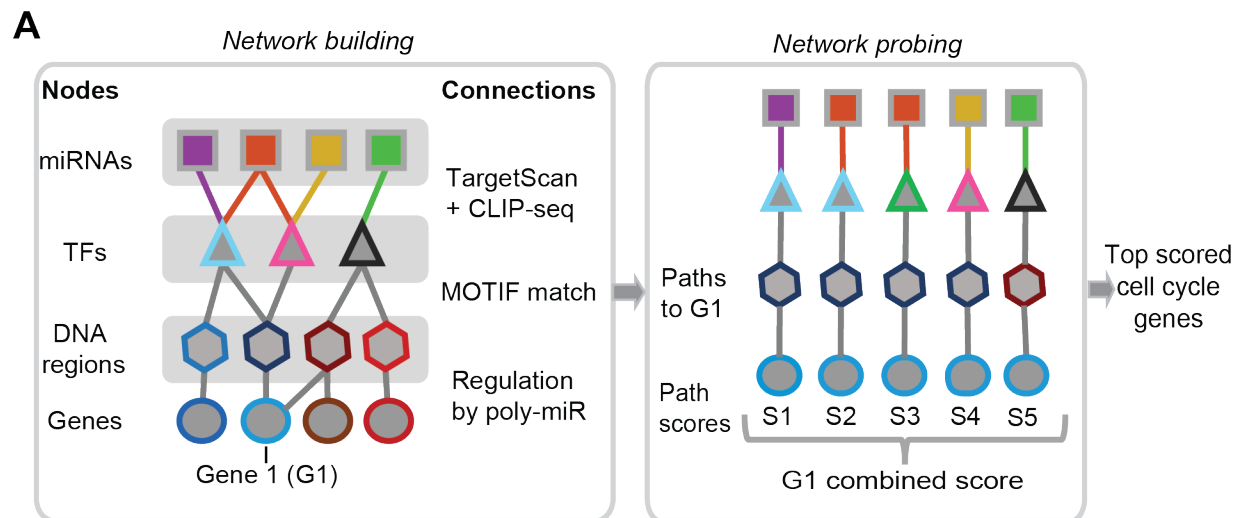 A
Network building
Nodes
Connections
miRNAs
TargetScan
+ CLIP-seq
TFs
MOTIF match
DNA
regions
Regulation
by poly-miR
Genes
Gene 1 (G1)
Network probing
Paths
to G1
Path
scores
S1 S2 S3 S4 S5
G1 combined score
Top scored
cell cycle
genes